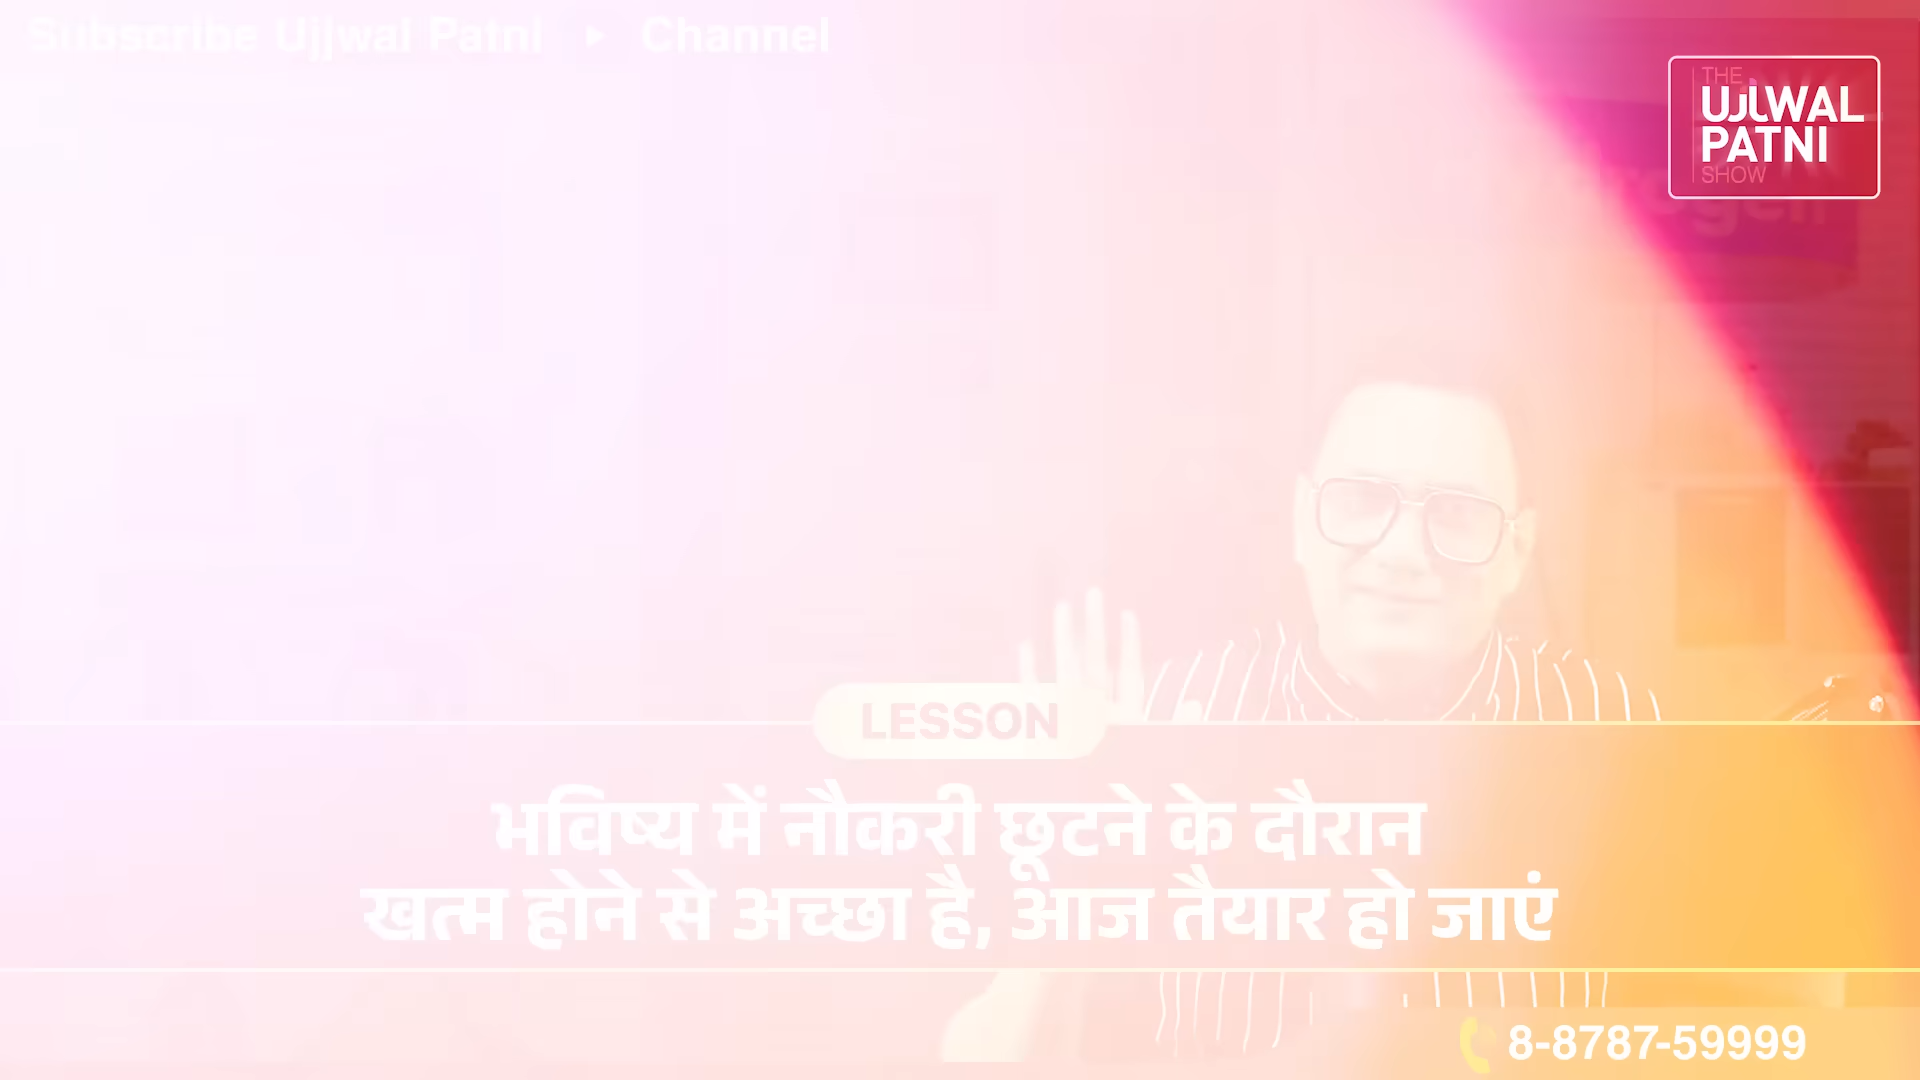 Subscribe Ujjwal Patni ▶ Channel
THE
UJJWAL
PATNI
SHOW
LESSON
भविष्य में नौकरी छूटने के दौरान
खत्म होने से अच्छा है, आज तैयार हो जाएं
8-8787-59999